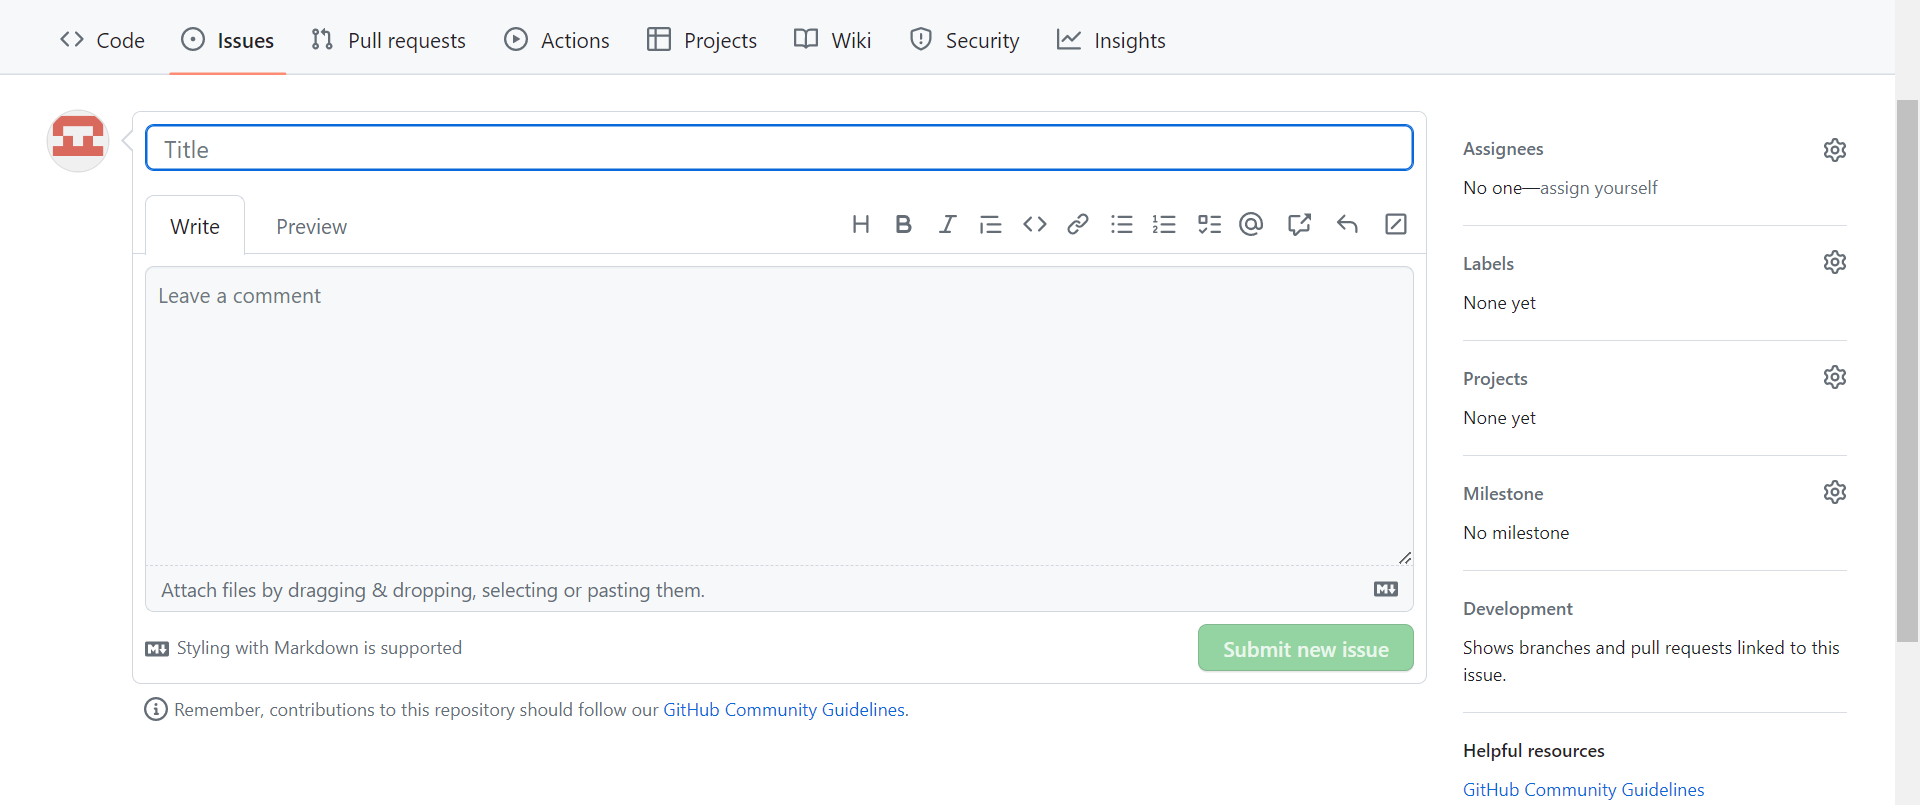 Code Issues Pull requests Actions Projects Wiki Security Insights
Title
Write Preview
Leave a comment
Attach files by dragging & dropping, selecting or pasting them.
Styling with Markdown is supported
Submit new issue
Remember, contributions to this repository should follow our GitHub Community Guidelines.
Assignees
No one—assign yourself
Labels
None yet
Projects
None yet
Milestone
No milestone
Development
Shows branches and pull requests linked to this
issue.
Helpful resources
GitHub Community Guidelines